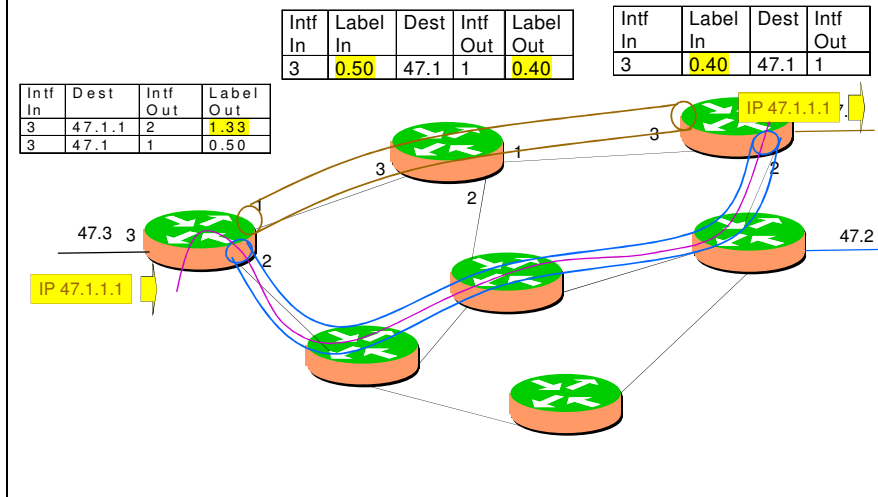 Intf Label Dest Intf Label
In In Out Out
3 0.50 47.1 1 0.40
Intf Label Dest Intf
In In Out
3 0.40 47.1 1
Intf Dest Intf Label
In Out Out
3 47.1.1 2 1.33
3 47.1 1 0.50
IP 47.1.1.1
3
1
3
2
2
1
47.3 3
2
47.2
IP 47.1.1.1